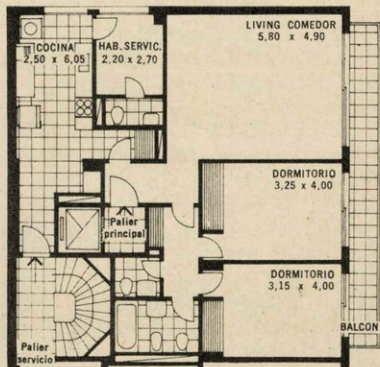 LIVING COMEDOR
5,80 x 4,90
COCINA
2,50 x 6,05
HAB. SERVIC.
2,20 x 2,70
DORMITORIO
3,25 x 4,00
Palier
principal
DORMITORIO
3,15 x 4,00
BALCON
Palier
servicio